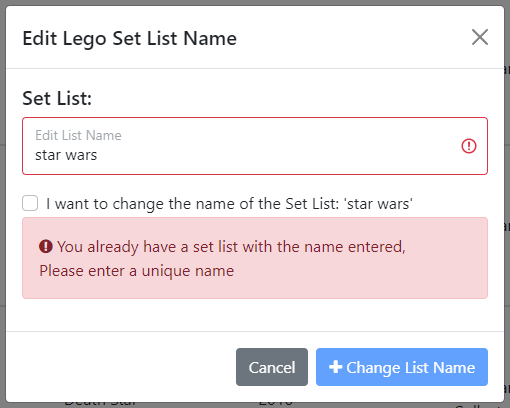 Edit Lego Set List Name
Set List:
Edit List Name
star wars
I want to change the name of the Set List: 'star wars'
You already have a set list with the name entered,
Please enter a unique name
Cancel
Change List Name